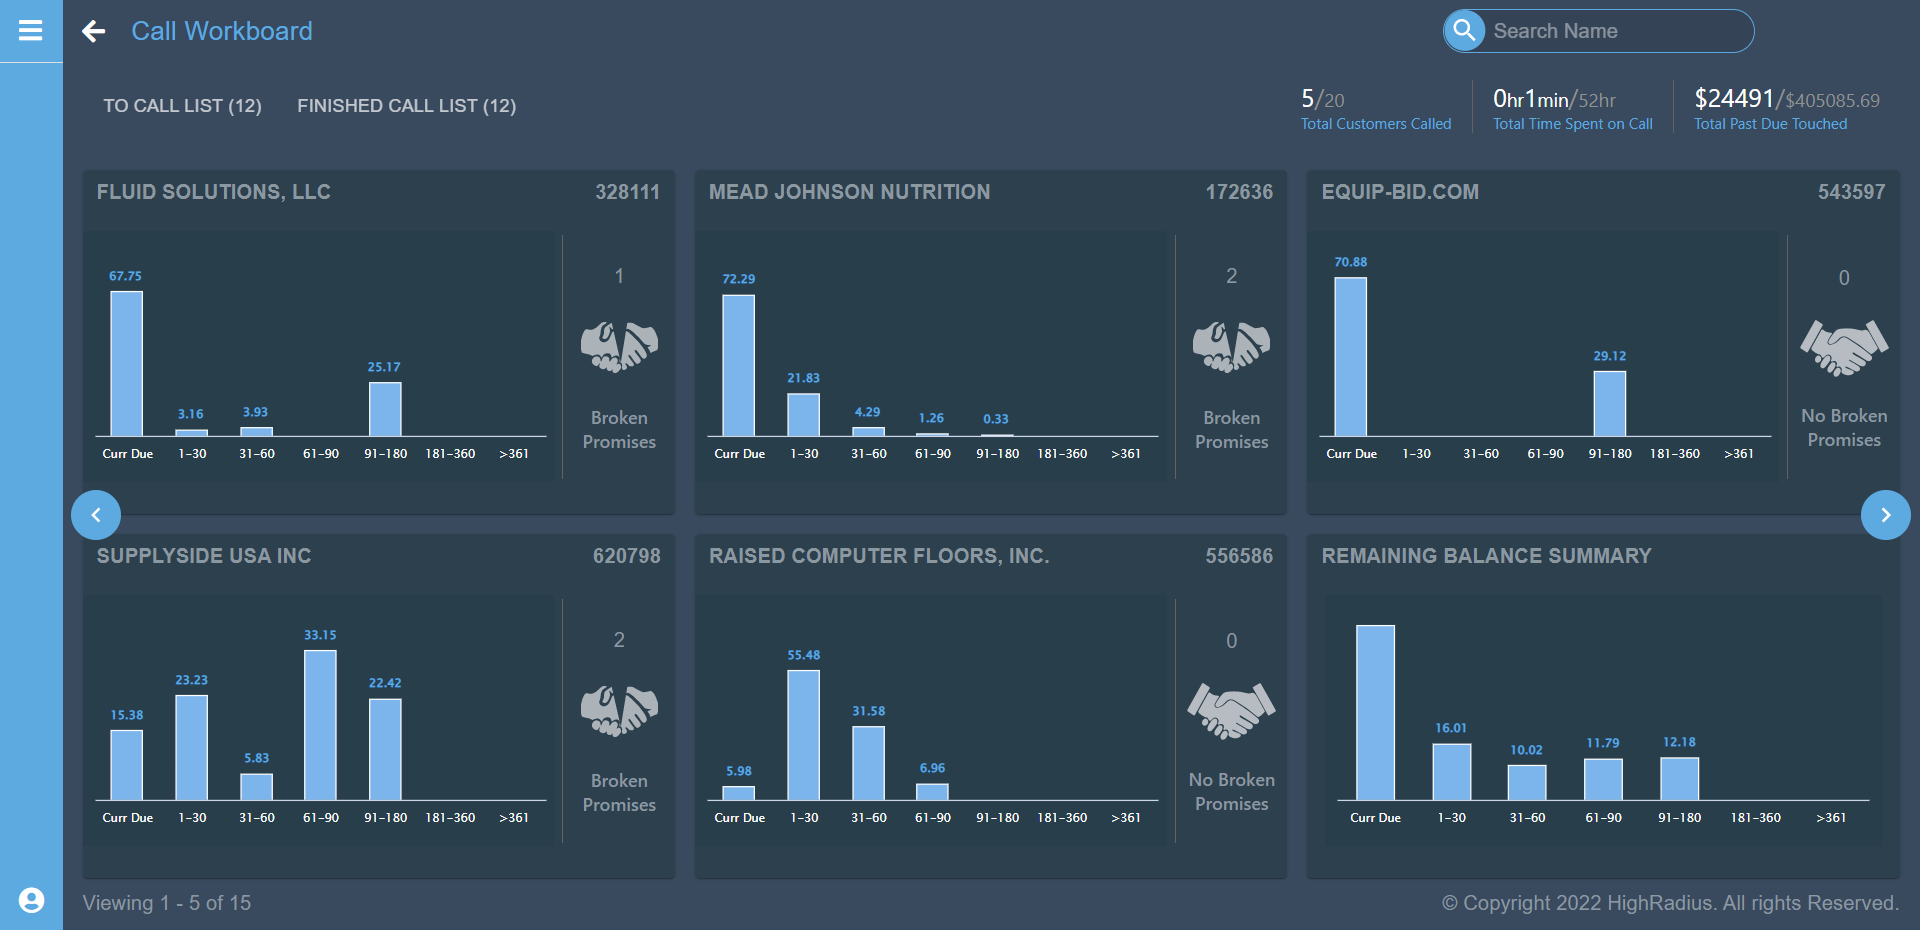 Call Workboard
Search Name
TO CALL LIST (12) FINISHED CALL LIST (12)
5/20
Total Customers Called
0hr1min/52hr
Total Time Spent on Call
$24491/$405085.69
Total Past Due Touched
FLUID SOLUTIONS, LLC 328111
67.75
3.16
3.93
25.17
Curr Due 1-30 31-60 61-90 91-180 181-360 >361
1
Broken
Promises
MEAD JOHNSON NUTRITION 172636
72.29
21.83
4.29
1.26
0.33
Curr Due 1-30 31-60 61-90 91-180 181-360 >361
2
Broken
Promises
EQUIP-BID.COM 543597
70.88
29.12
Curr Due 1-30 31-60 61-90 91-180 181-360 >361
0
No Broken
Promises
SUPPLYSIDE USA INC 620798
15.38
23.23
5.83
33.15
22.42
Curr Due 1-30 31-60 61-90 91-180 181-360 >361
2
Broken
Promises
RAISED COMPUTER FLOORS, INC. 556586
5.98
55.48
31.58
6.96
Curr Due 1-30 31-60 61-90 91-180 181-360 >361
0
No Broken
Promises
REMAINING BALANCE SUMMARY
16.01
10.02
11.79
12.18
Curr Due 1-30 31-60 61-90 91-180 181-360 >361
Viewing 1 - 5 of 15
© Copyright 2022 HighRadius. All rights Reserved.